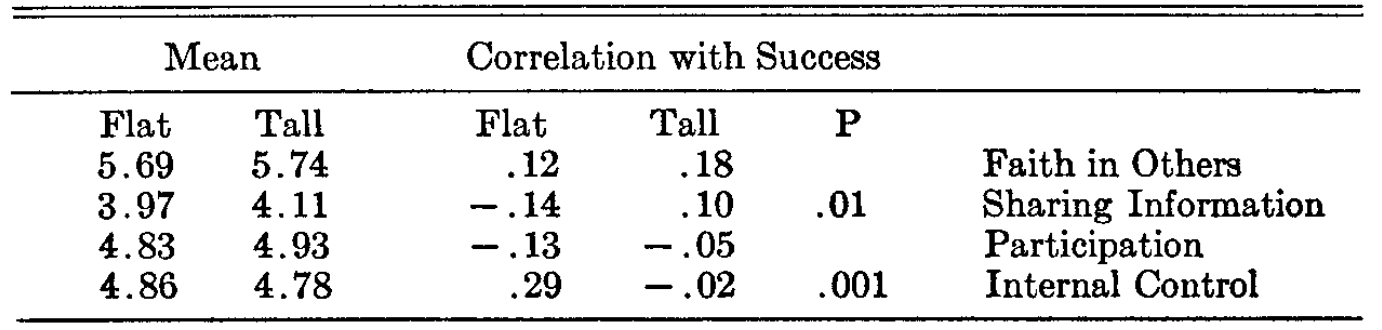 Mean Correlation with Success
Flat Tall Flat Tall P
5.69 5.74 .12 .18 Faith in Others
3.97 4.11 -.14 .10 .01 Sharing Information
4.83 4.93 -.13 -.05 Participation
4.86 4.78 .29 -.02 .001 Internal Control